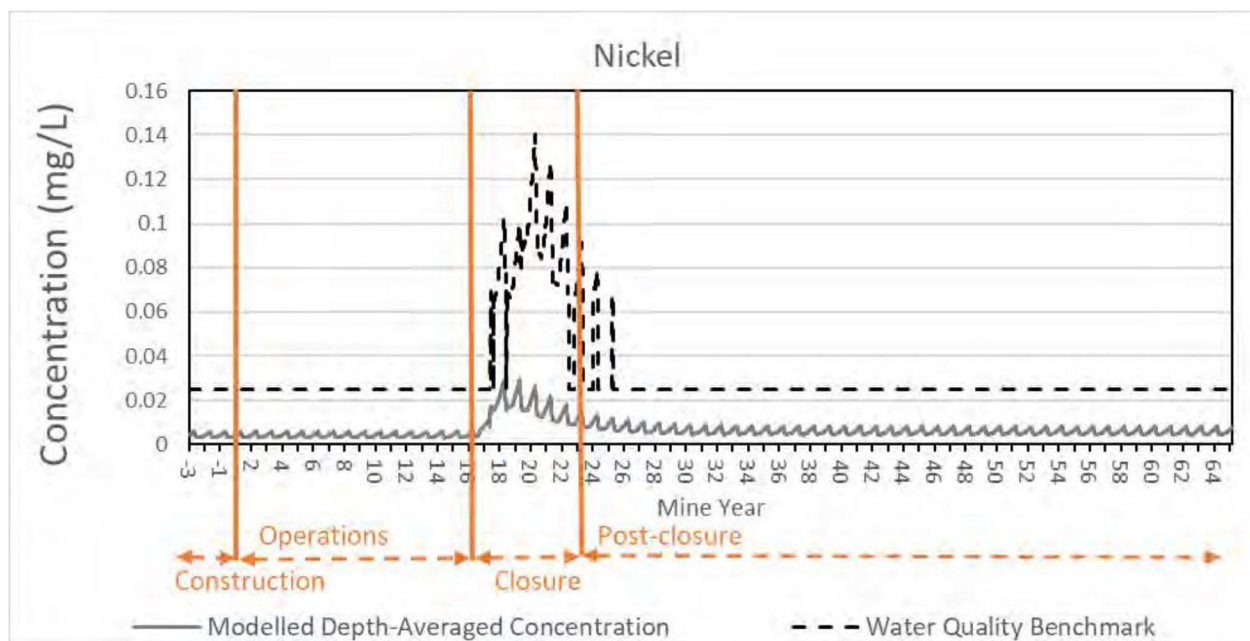 Nickel
Concentration (mg/L)
0.16
0.14
0.12
0.1
0.08
0.06
0.04
0.02
0
-3 -1 2 4 6 8 10 12 14 16 18 20 22 24 26 28 30 32 34 36 38 40 42 44 46 48 50 52 54 56 58 60 62 64
Mine Year
Operations Post-closure
Construction Closure
Modelled Depth-Averaged Concentration Water Quality Benchmark